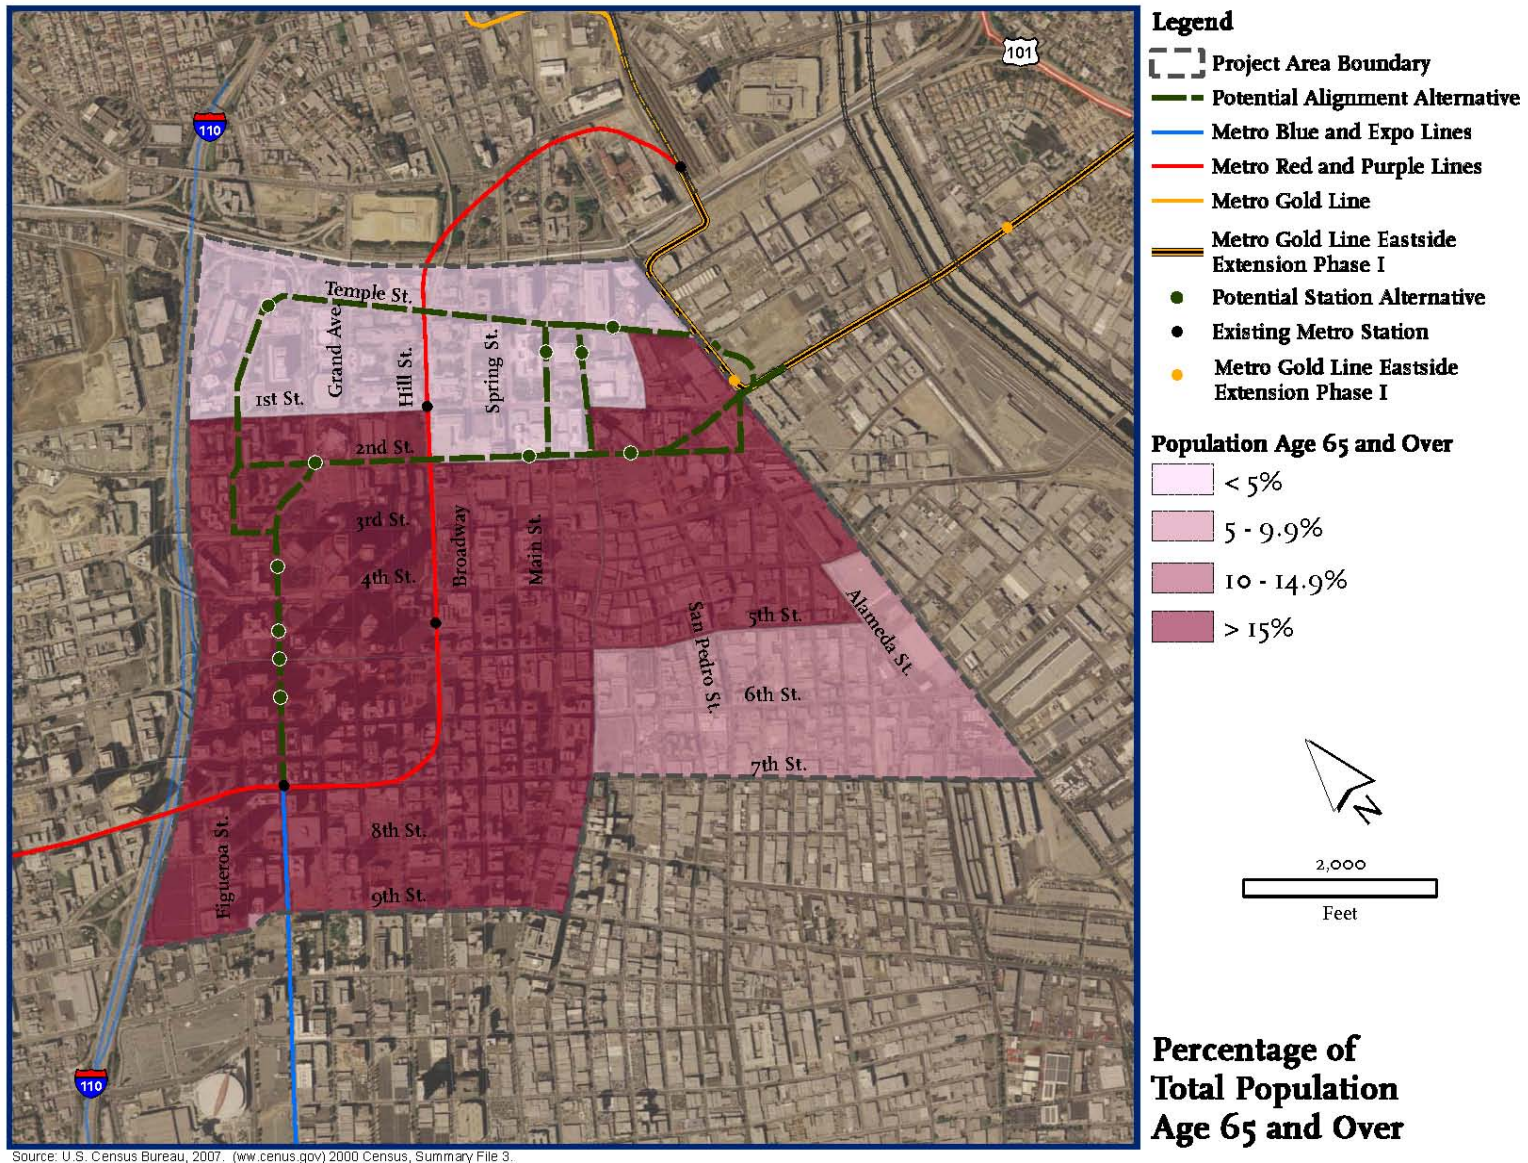 Legend
Project Area Boundary
Potential Alignment Alternative
Metro Blue and Expo Lines
Metro Red and Purple Lines
Metro Gold Line
Metro Gold Line Eastside
Extension Phase I
Potential Station Alternative
Existing Metro Station
Metro Gold Line Eastside
Extension Phase I
Population Age 65 and Over
< 5%
5 - 9.9%
10 - 14.9%
> 15%
N
2,000
Feet
Percentage of
Total Population
Age 65 and Over
101
110
Temple St.
Grand Ave.
Hill St.
Spring St.
1st St.
2nd St.
3rd St.
Broadway
Main St.
4th St.
San Pedro St.
5th St.
Alameda St.
6th St.
7th St.
Figueroa St.
8th St.
9th St.
110
Source: U.S. Census Bureau, 2007. (ww.cenus.gov) 2000 Census, Summary File 3.